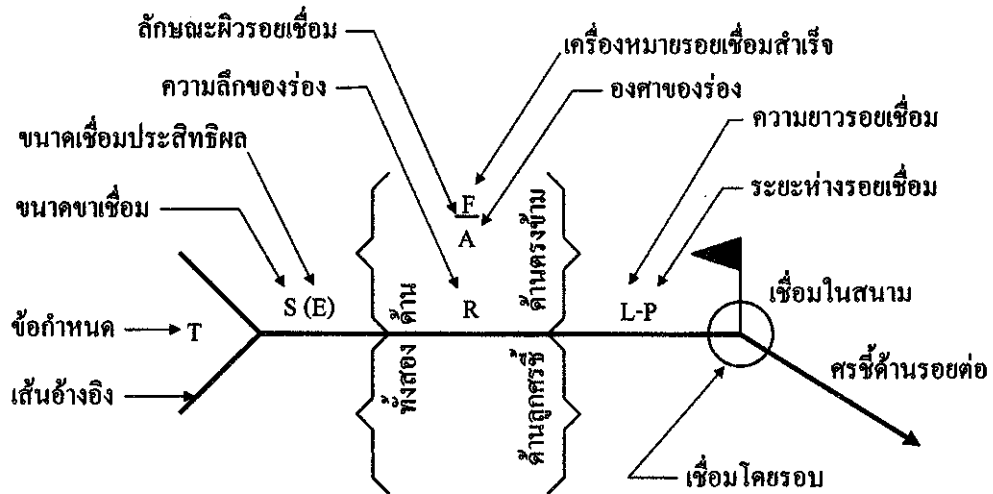 ลักษณะผิวรอยเชื่อม
เครื่องหมายรอยเชื่อมสำเร็จ
ความลึกของร่อง
องศาของร่อง
ขนาดเชื่อมประสิทธิผล
ความยาวรอยเชื่อม
ขนาดขาเชื่อม
ระยะห่างรอยเชื่อม
F
A
ด้านตรงข้าม
S (E)
ด้าน
R
L-P
เชื่อมในสนาม
ข้อกำหนด
T
ทั้งสอง
ด้านลูกศรชี้
ศรชี้ด้านรอยต่อ
เส้นอ้างอิง
เชื่อมโดยรอบ